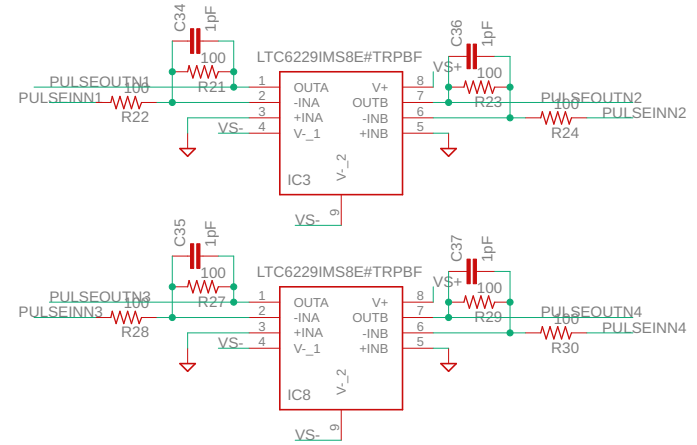 C34
1pF
100
R21
LTC6229IMS8E#TRPBF
C36
1pF
100
R23
VS+
PULSEOUTN1
PULSEINN1
100
R22
1
2
3
4
OUTA
-INA
+INA
V-_1
V+
OUTB
-INB
+INB
8
7
6
5
PULSEOUTN2
PULSEINN2
100
R24
VS-
IC3
V-_2
9
VS-
C35
1pF
100
R27
LTC6229IMS8E#TRPBF
C37
1pF
100
R29
VS+
PULSEOUTN3
PULSEINN3
100
R28
1
2
3
4
OUTA
-INA
+INA
V-_1
V+
OUTB
-INB
+INB
8
7
6
5
PULSEOUTN4
PULSEINN4
100
R30
VS-
IC8
V-_2
9
VS-